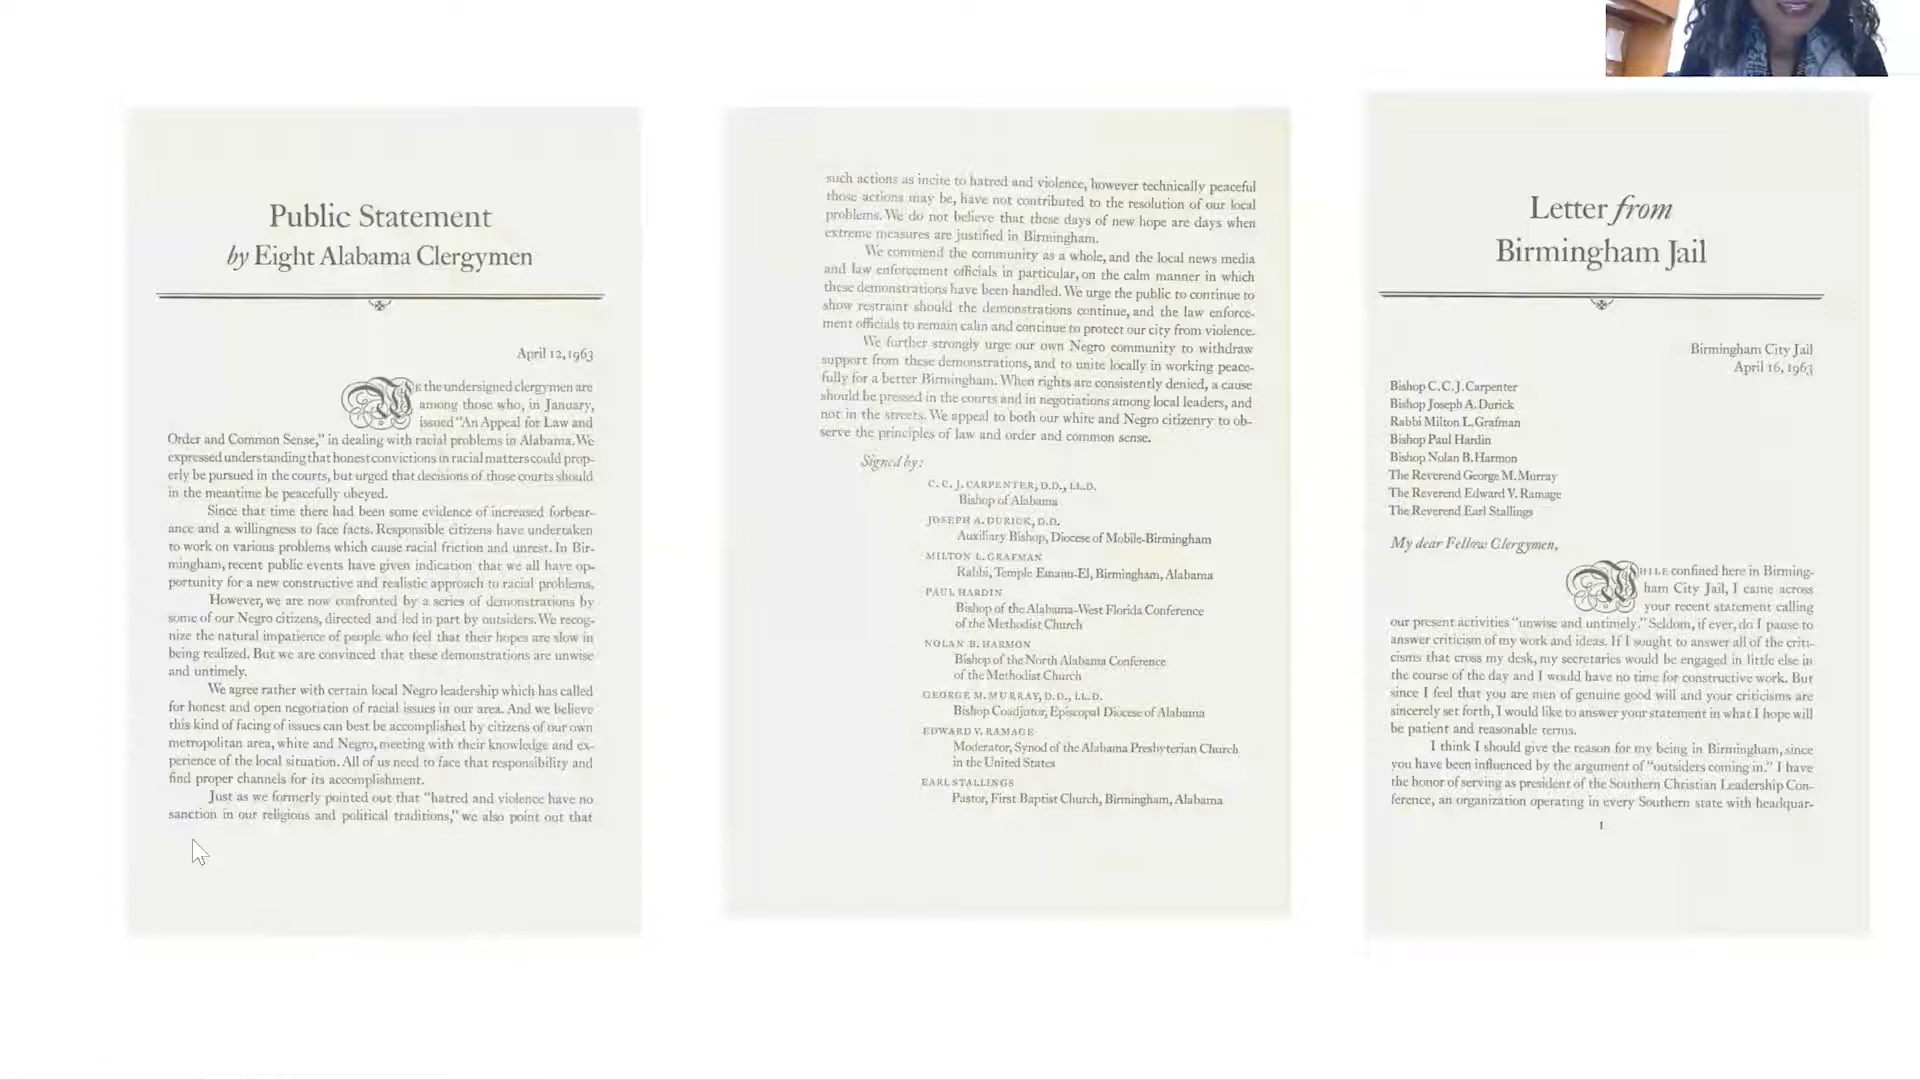 Public Statement
by Eight Alabama Clergymen
April 12, 1963
WE the undersigned clergymen are
among those who, in January,
issued "An Appeal for Law and
Order and Common Sense," in dealing with racial problems in Alabama. We
expressed understanding that honest convictions in racial matters could prop-
erly be pursued in the courts, but urged that decisions of those courts should
in the meantime be peacefully obeyed.
Since that time there had been some evidence of increased forbear-
ance and a willingness to face facts. Responsible citizens have undertaken
to work on various problems which cause racial friction and unrest. In Bir-
mingham, recent public events have given indication that we all have op-
portunity for a new constructive and realistic approach to racial problems.
However, we are now confronted by a series of demonstrations by
some of our Negro citizens, directed and led in part by outsiders. We recog-
nize the natural impatience of people who feel that their hopes are slow in
being realized. But we are convinced that these demonstrations are unwise
and untimely.
We agree rather with certain local Negro leadership which has called
for honest and open negotiation of racial issues in our area. And we believe
this kind of facing of issues can best be accomplished by citizens of our own
metropolitan area, white and Negro, meeting with their knowledge and ex-
perience of the local situation. All of us need to face that responsibility and
find proper channels for its accomplishment.
Just as we formerly pointed out that "hatred and violence have no
sanction in our religious and political traditions," we also point out that
such actions as incite to hatred and violence, however technically peaceful
those actions may be, have not contributed to the resolution of our local
problems. We do not believe that these days of new hope are days when
extreme measures are justified in Birmingham.
We commend the community as a whole, and the local news media
and law enforcement officials in particular, on the calm manner in which
these demonstrations have been handled. We urge the public to continue to
show restraint should the demonstrations continue, and the law enforce-
ment officials to remain calm and continue to protect our city from violence.
We further strongly urge our own Negro community to withdraw
support from these demonstrations, and to unite locally in working peace-
fully for a better Birmingham. When rights are consistently denied, a cause
should be pressed in the courts and in negotiations among local leaders, and
not in the streets. We appeal to both our white and Negro citizenry to ob-
serve the principles of law and order and common sense.
Signed by:
C. C. J. CARPENTER, D.D., LL.D.
Bishop of Alabama
JOSEPH A. DURICK, D.D.
Auxiliary Bishop, Diocese of Mobile-Birmingham
MILTON L. GRAFMAN
Rabbi, Temple Emanu-El, Birmingham, Alabama
PAUL HARDIN
Bishop of the Alabama-West Florida Conference
of the Methodist Church
NOLAN B. HARMON
Bishop of the North Alabama Conference
of the Methodist Church
GEORGE M. MURRAY, D.D., LL.D.
Bishop Coadjutor, Episcopal Diocese of Alabama
EDWARD V. RAMAGE
Moderator, Synod of the Alabama Presbyterian Church
in the United States
EARL STALLINGS
Pastor, First Baptist Church, Birmingham, Alabama
Letter from
Birmingham Jail
Birmingham City Jail
April 16, 1963
Bishop C. C. J. Carpenter
Bishop Joseph A. Durick
Rabbi Milton L. Grafman
Bishop Paul Hardin
Bishop Nolan B. Harmon
The Reverend George M. Murray
The Reverend Edward V. Ramage
The Reverend Earl Stallings
My dear Fellow Clergymen,
WHILE confined here in Birming-
ham City Jail, I came across
your recent statement calling
our present activities "unwise and untimely." Seldom, if ever, do I pause to
answer criticism of my work and ideas. If I sought to answer all of the criti-
cisms that cross my desk, my secretaries would be engaged in little else in
the course of the day and I would have no time for constructive work. But
since I feel that you are men of genuine good will and your criticisms are
sincerely set forth, I would like to answer your statement in what I hope will
be patient and reasonable terms.
I think I should give the reason for my being in Birmingham, since
you have been influenced by the argument of "outsiders coming in." I have
the honor of serving as president of the Southern Christian Leadership Con-
ference, an organization operating in every Southern state with headquar-
1